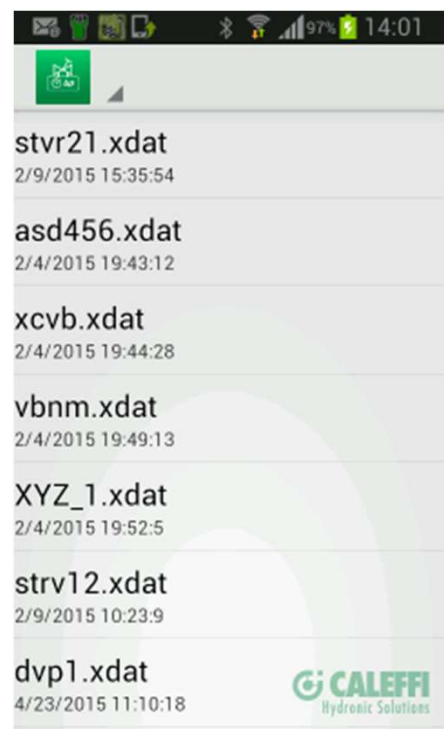 97% 14:01
stvr21.xdat
2/9/2015 15:35:54
asd456.xdat
2/4/2015 19:43:12
xcvb.xdat
2/4/2015 19:44:28
vbnm.xdat
2/4/2015 19:49:13
XYZ_1.xdat
2/4/2015 19:52:5
strv12.xdat
2/9/2015 10:23:9
dvp1.xdat
4/23/2015 11:10:18
CALEFFI
Hydronic Solutions